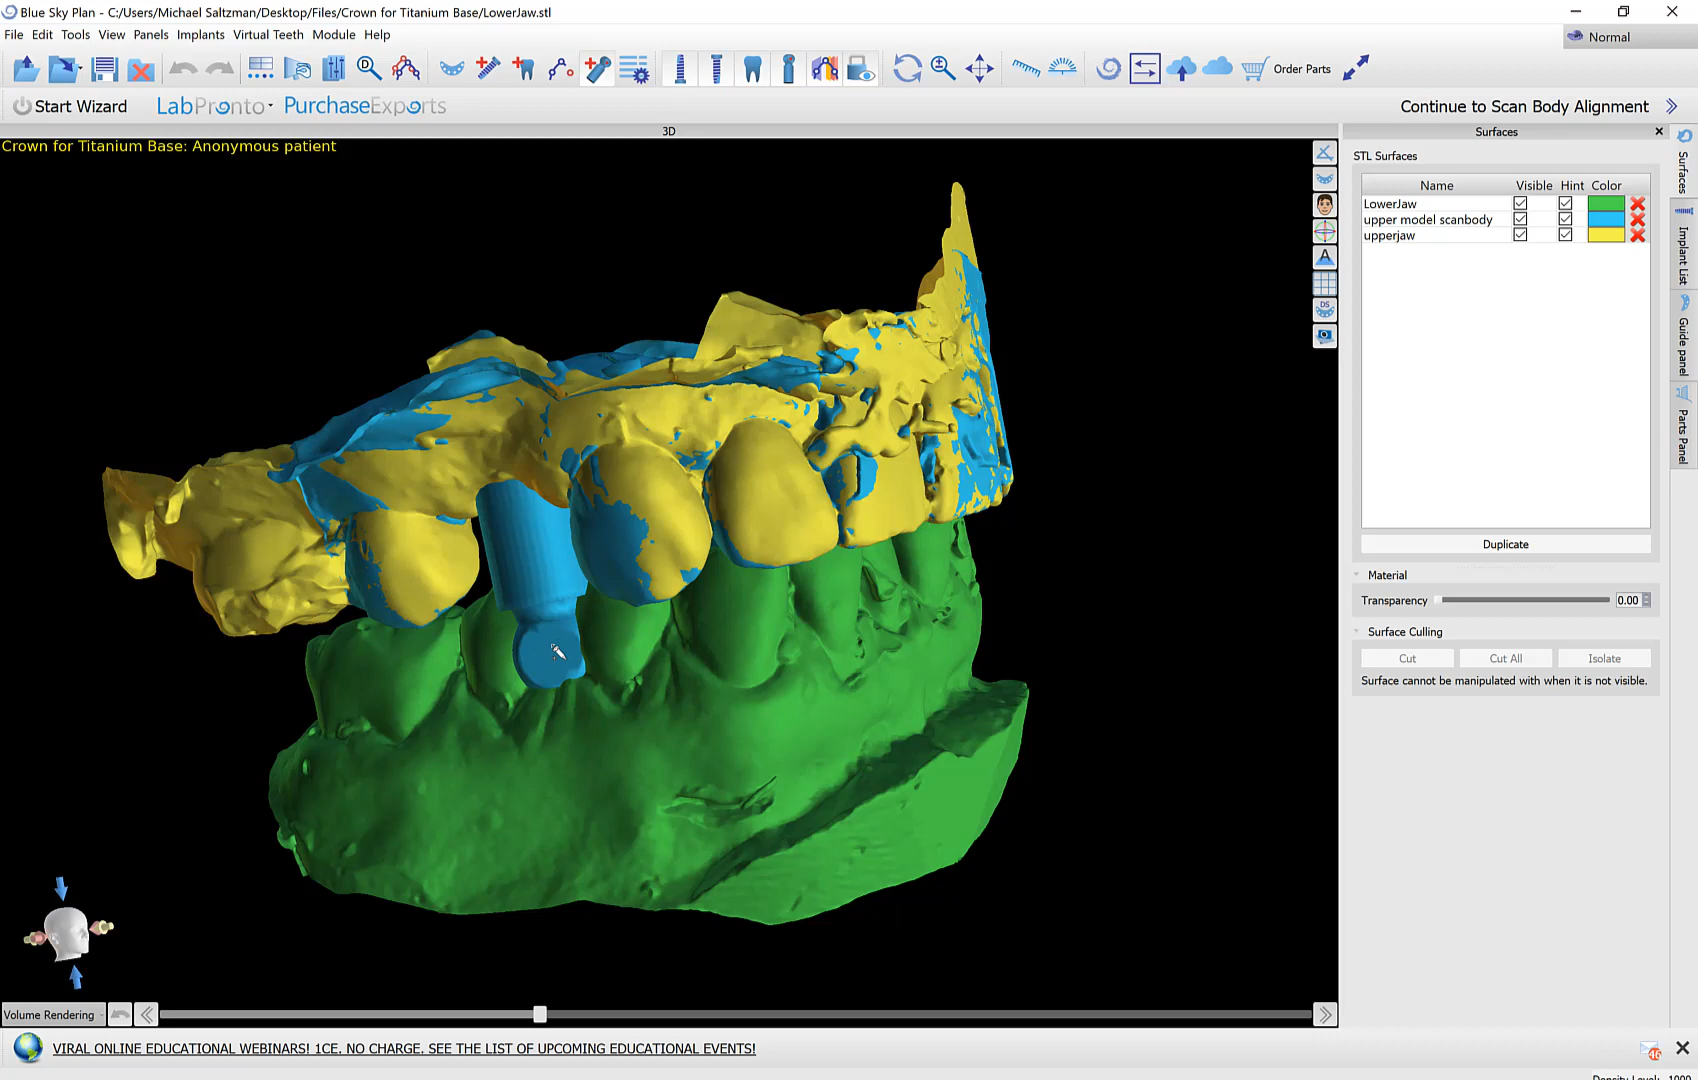 Blue Sky Plan - C:/Users/Michael Saltzman/Desktop/Files/Crown for Titanium Base/LowerJaw.stl
File Edit Tools View Panels Implants Virtual Teeth Module Help
Normal
Order Parts
Start Wizard LabPronto PurchaseExports Continue to Scan Body Alignment
3D
Surfaces
Crown for Titanium Base: Anonymous patient
STL Surfaces
Name Visible Hint Color
LowerJaw
upper model scanbody
upperjaw
Duplicate
Material
Transparency 0.00
Surface Culling
Cut Cut All Isolate
Surface cannot be manipulated with when it is not visible.
Surfaces
Implant List
Guide panel
Parts Panel
D
A
DS
Volume Rendering
VIRAL ONLINE EDUCATIONAL WEBINARS! 1CE. NO CHARGE. SEE THE LIST OF UPCOMING EDUCATIONAL EVENTS!
46